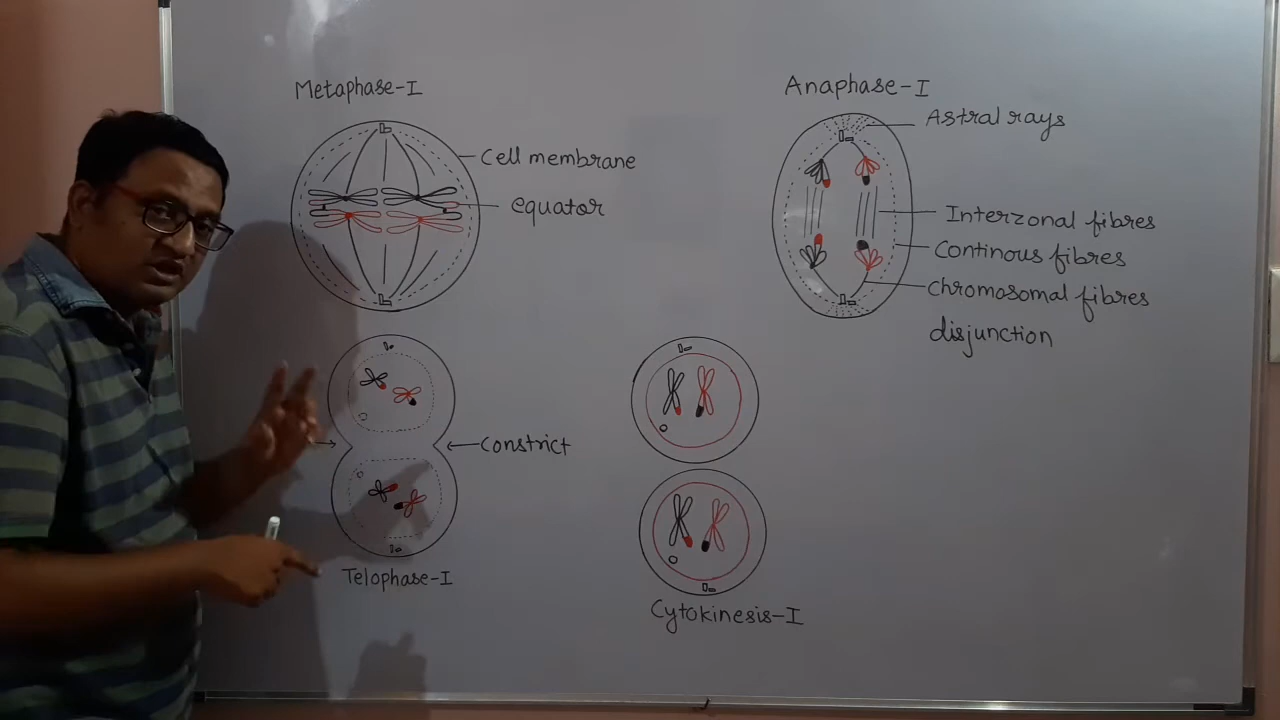 Metaphase-I
Cell membrane
equator
Anaphase-I
Astral rays
Interzonal fibres
Continous fibres
chromosomal fibres
disjunction
Constrict
Telophase-I
Cytokinesis-I